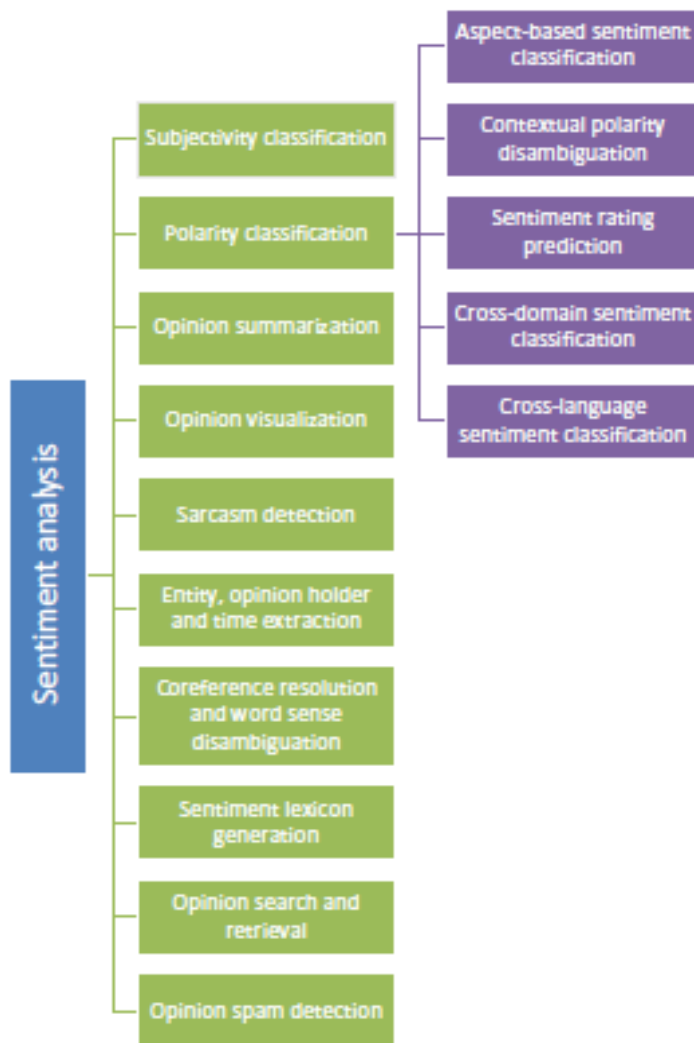 Sentiment analysis
Subjectivity classification
Polarity classification
Opinion summarization
Opinion visualization
Sarcasm detection
Entity, opinion holder
and time extraction
Coreference resolution
and word sense
disambiguation
Sentiment lexicon
generation
Opinion search and
retrieval
Opinion spam detection
Aspect-based sentiment
classification
Contextual polarity
disambiguation
Sentiment rating
prediction
Cross-domain sentiment
classification
Cross-language
sentiment classification